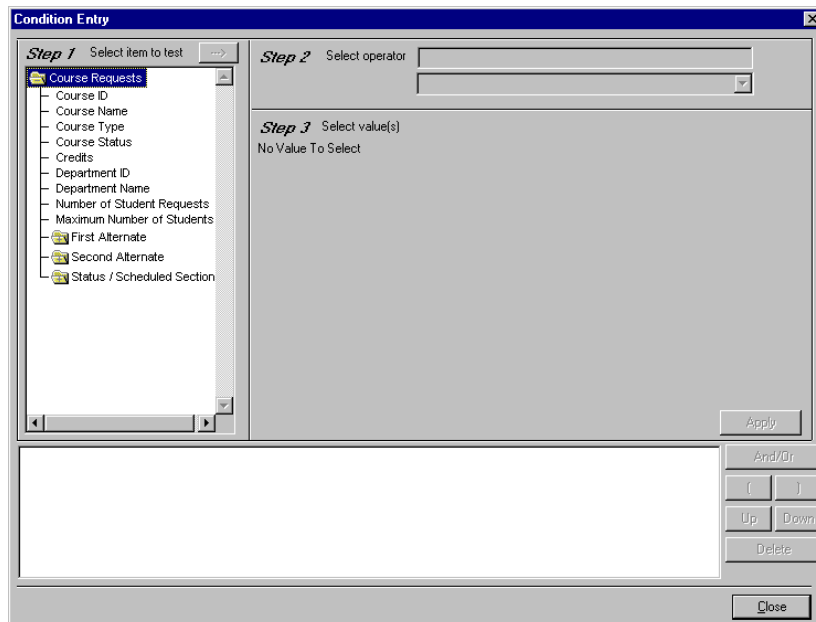 Condition Entry
Step 1 Select item to test --->
Course Requests
Course ID
Course Name
Course Type
Course Status
Credits
Department ID
Department Name
Number of Student Requests
Maximum Number of Students
First Alternate
Second Alternate
Status / Scheduled Section
Step 2 Select operator
Step 3 Select value(s)
No Value To Select
Apply
And/Or
( )
Up Down
Delete
Close